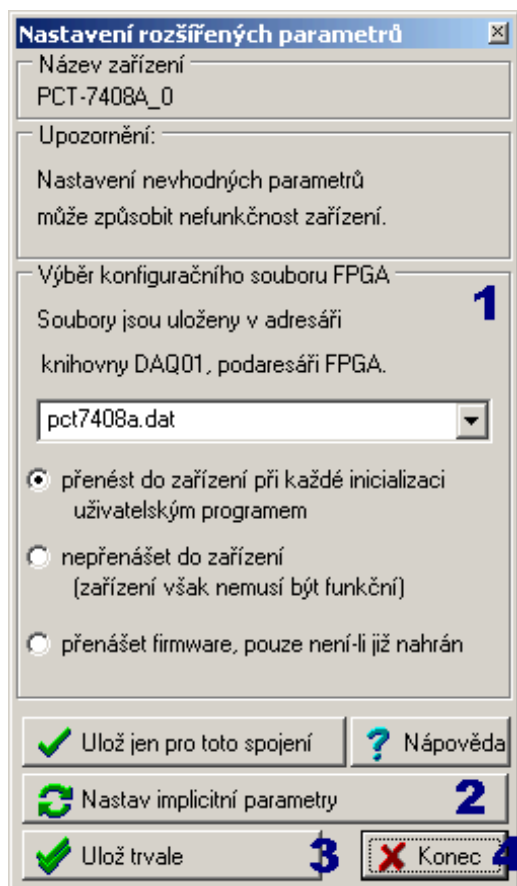 Nastavení rozšířených parametrů
Název zařízení
PCT-7408A_0
Upozornění:
Nastavení nevhodných parametrů
může způsobit nefunkčnost zařízení.
Výběr konfiguračního souboru FPGA
1
Soubory jsou uloženy v adresáři
knihovny DAQ01, podaresáři FPGA.
pct7408a.dat
přenést do zařízení při každé inicializaci
uživatelským programem
nepřenášet do zařízení
(zařízení však nemusí být funkční)
přenášet firmware, pouze není-li již nahrán
Ulož jen pro toto spojení
? Nápověda
Nastav implicitní parametry 2
Ulož trvale 3
Konec 4